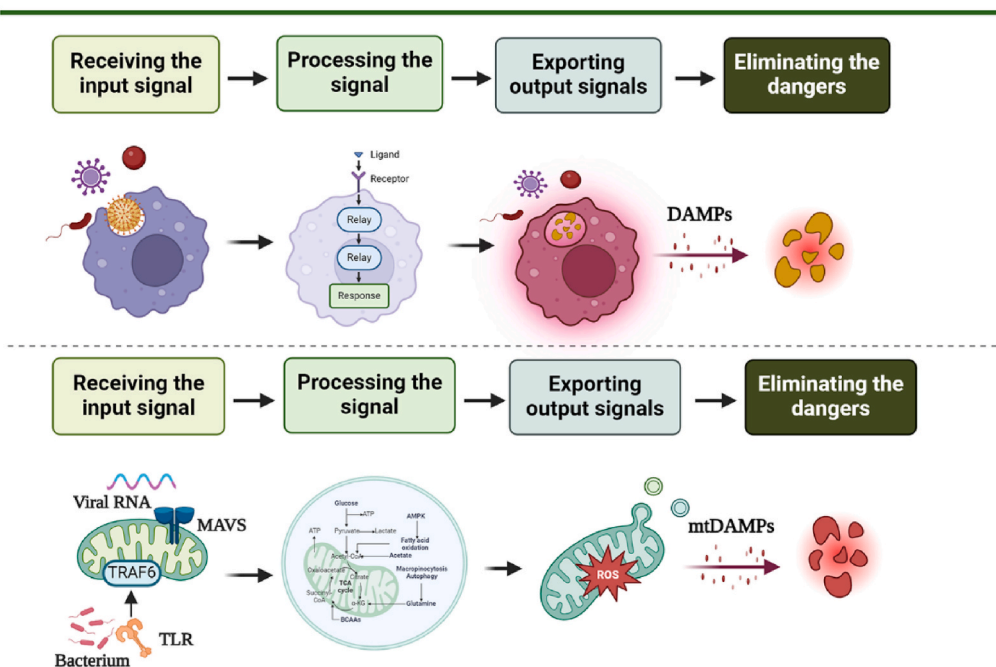 Receiving the
input signal
Processing the
signal
Exporting
output signals
Eliminating the
dangers
Ligand
Receptor
Relay
Relay
Response
DAMPs
Receiving the
input signal
Processing the
signal
Exporting
output signals
Eliminating the
dangers
Viral RNA
MAVS
TRAF6
TLR
Bacterium
Glucose
ATP
AMPK
ATP
Pyruvate
Lactate
Fatty acid
oxidation
Acetyl-CoA
Acetate
Oxaloacetate
Citrate
Macropinocytosis
Autophagy
TCA
cycle
CoA
α-KG
Glutamine
BCAAs
ROS
mtDAMPs